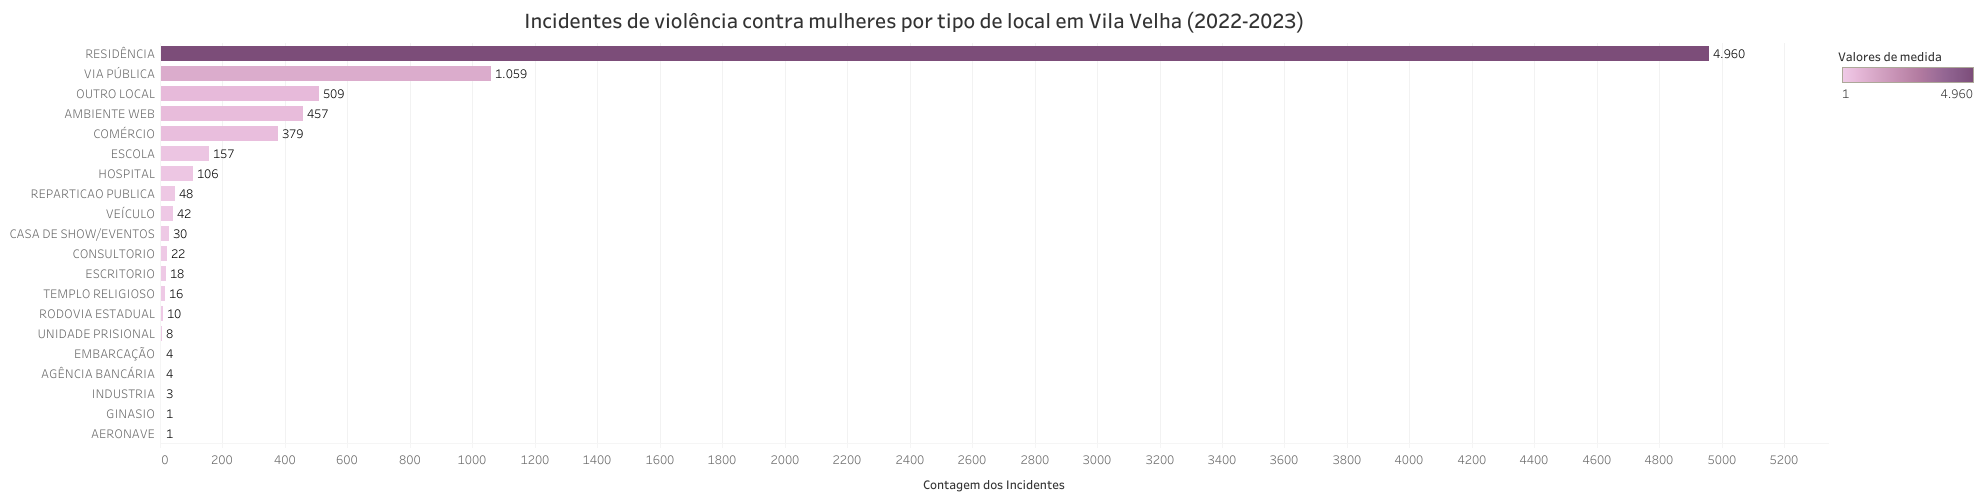 Incidentes de violência contra mulheres por tipo de local em Vila Velha (2022-2023)
RESIDÊNCIA 4.960
VIA PÚBLICA 1.059
OUTRO LOCAL 509
AMBIENTE WEB 457
COMÉRCIO 379
ESCOLA 157
HOSPITAL 106
REPARTICAO PUBLICA 48
VEÍCULO 42
CASA DE SHOW/EVENTOS 30
CONSULTORIO 22
ESCRITORIO 18
TEMPLO RELIGIOSO 16
RODOVIA ESTADUAL 10
UNIDADE PRISIONAL 8
EMBARCAÇÃO 4
AGÊNCIA BANCÁRIA 4
INDUSTRIA 3
GINASIO 1
AERONAVE 1
0 200 400 600 800 1000 1200 1400 1600 1800 2000 2200 2400 2600 2800 3000 3200 3400 3600 3800 4000 4200 4400 4600 4800 5000 5200
Contagem dos Incidentes
Valores de medida
1 4.960